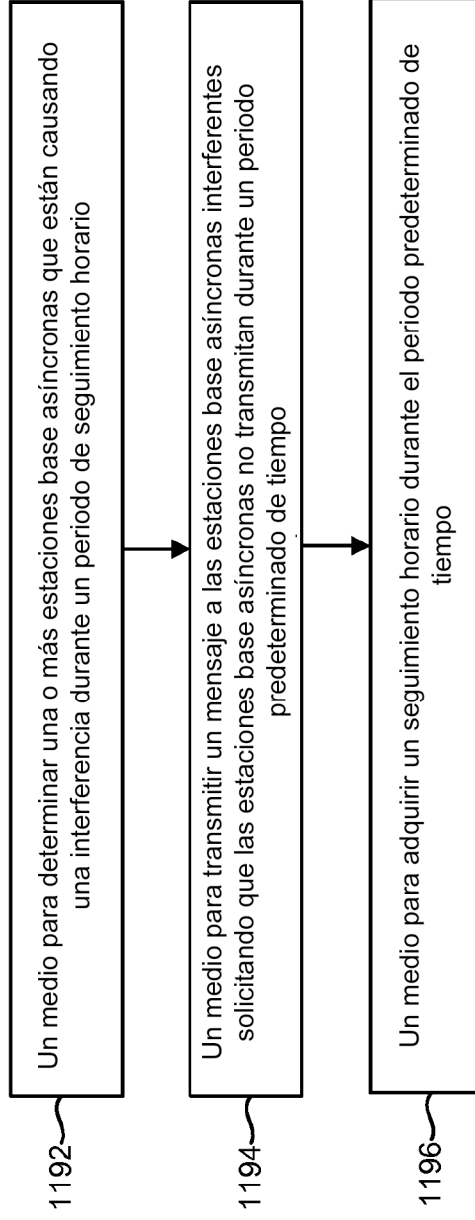 1192
Un medio para determinar una o más estaciones base asíncronas que están causando
una interferencia durante un periodo de seguimiento horario
1194
Un medio para transmitir un mensaje a las estaciones base asíncronas interferentes
solicitando que las estaciones base asíncronas no transmitan durante un periodo
predeterminado de tiempo
1196
Un medio para adquirir un seguimiento horario durante el periodo predeterminado de
tiempo